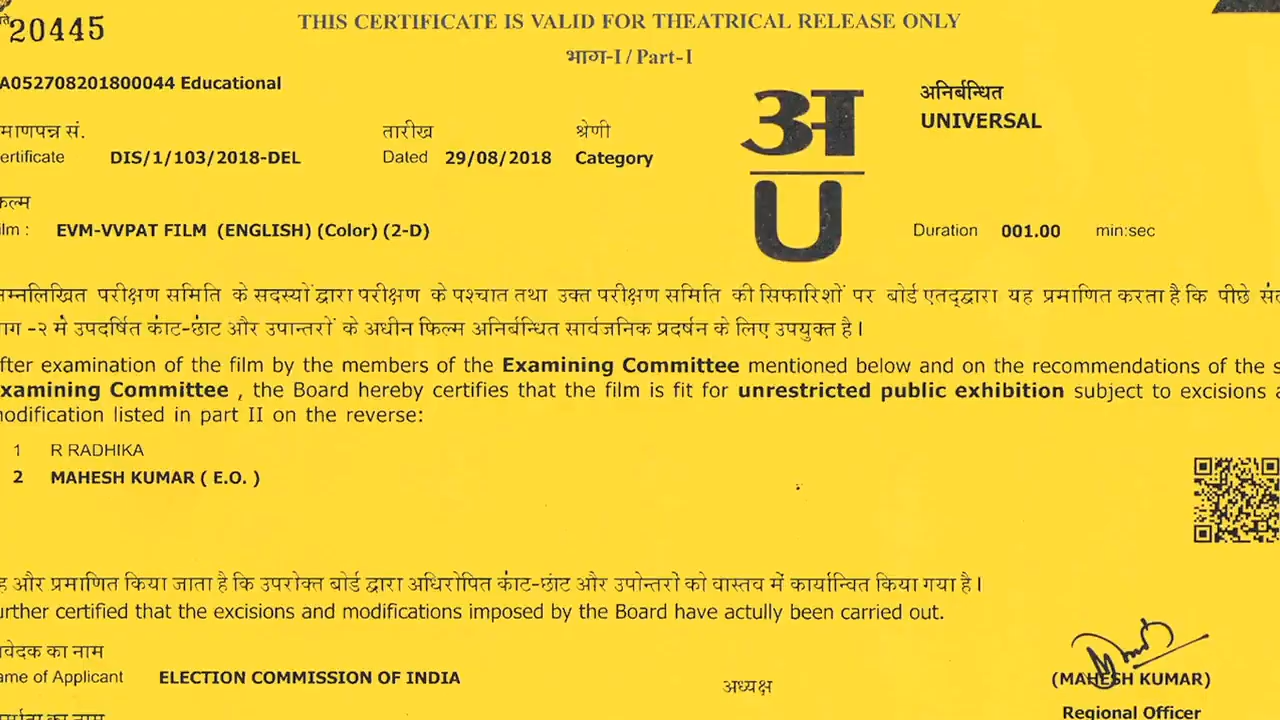 20445
THIS CERTIFICATE IS VALID FOR THEATRICAL RELEASE ONLY
भाग-I / Part-I
A052708201800044 Educational
अनिर्बन्धित
UNIVERSAL
माणपत्र सं.
तारीख
श्रेणी
ertificate DIS/1/103/2018-DEL
Dated 29/08/2018
Category
अ
U
ल्म
ilm : EVM-VVPAT FILM (ENGLISH) (Color) (2-D)
Duration 001.00 min:sec
म्नलिखित परीक्षण समिति के सदस्यों द्वारा परीक्षण के पश्चात तथा उक्त परीक्षण समिति की सिफारिशों पर बोर्ड एतद्द्वारा यह प्रमाणित करता है कि पीछे
ाग -२ में उपदर्षित काट-छांट और उपान्तरों के अधीन फिल्म अनिर्बन्धित सार्वजनिक प्रदर्षन के लिए उपयुक्त है।
fter examination of the film by the members of the Examining Committee mentioned below and on the recommendations of the s
xamining Committee , the Board hereby certifies that the film is fit for unrestricted public exhibition subject to excisions a
modification listed in part II on the reverse:
1 R RADHIKA
2 MAHESH KUMAR ( E.O. )
ह और प्रमाणित किया जाता है कि उपरोक्त बोर्ड द्वारा अधिरोपित कांट-छांट और उपोन्तरों को वास्तव में कार्यान्वित किया गया है।
urther certified that the excisions and modifications imposed by the Board have actully been carried out.
वेदक का नाम
ame of Applicant ELECTION COMMISSION OF INDIA
अध्यक्ष
(MAHESH KUMAR)
Regional Officer